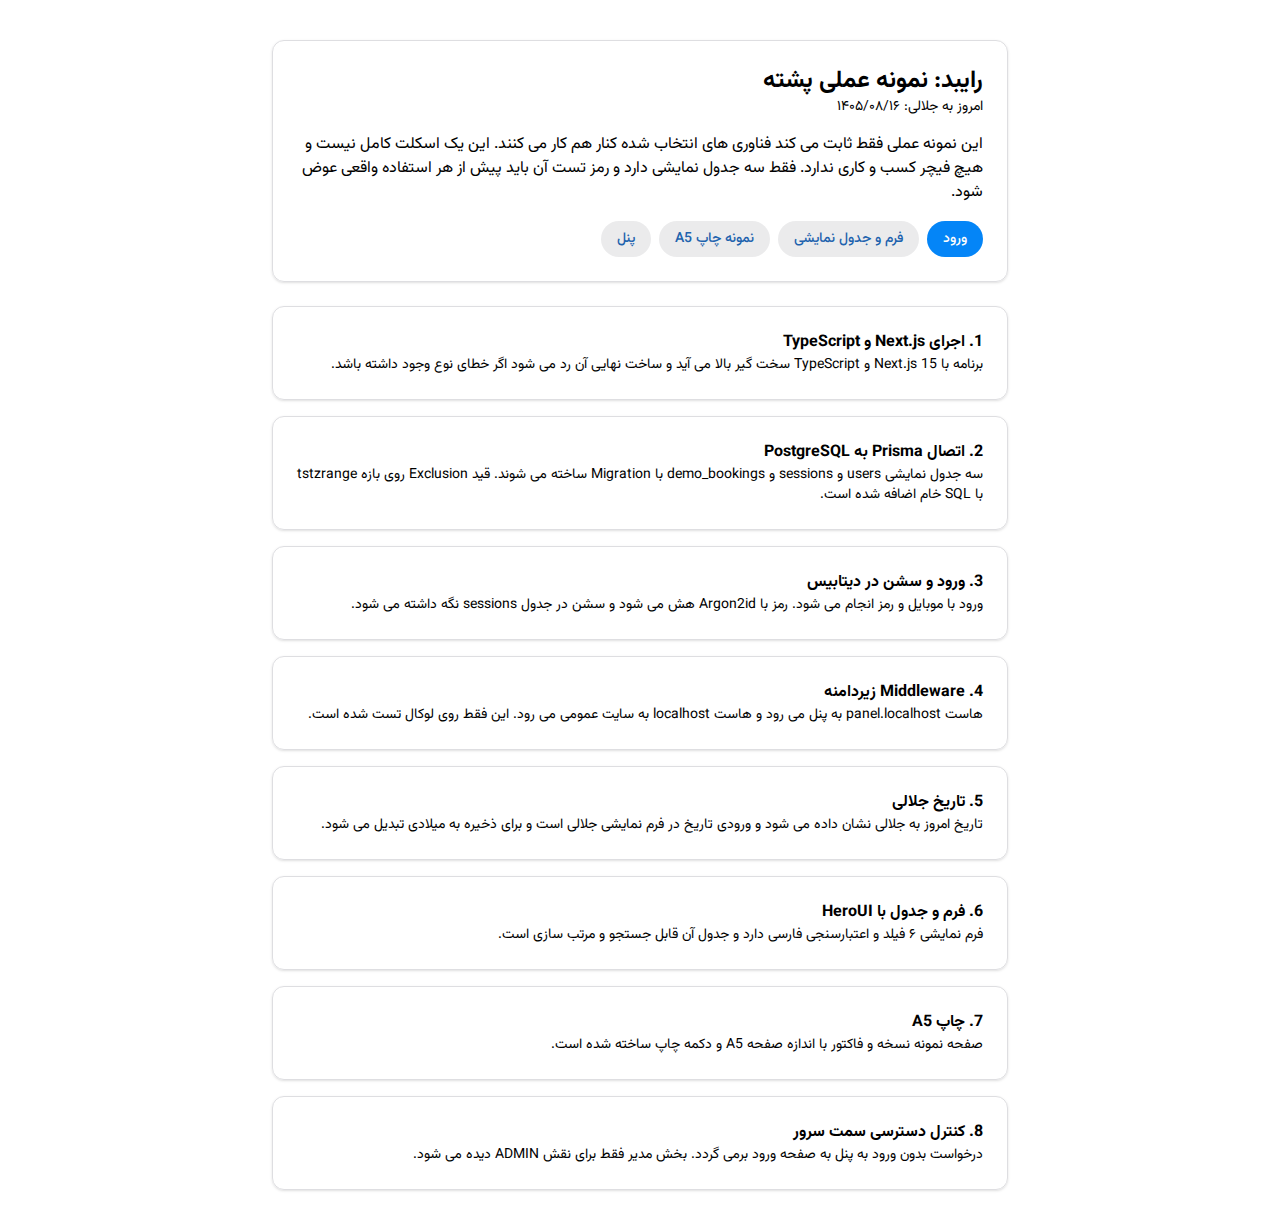 رایبد: نمونه عملی پشته
امروز به جلالی: ۱۴۰۵/۰۸/۱۶
این نمونه عملی فقط ثابت می کند فناوری های انتخاب شده کنار هم کار می کنند. این یک اسکلت کامل نیست و
هیچ فیچر کسب و کاری ندارد. فقط سه جدول نمایشی دارد و رمز تست آن باید پیش از هر استفاده واقعی عوض
شود.
ورود
فرم و جدول نمایشی
نمونه چاپ A5
پنل
1. اجرای Next.js و TypeScript
برنامه با Next.js 15 و TypeScript سخت گیر بالا می آید و ساخت نهایی آن رد می شود اگر خطای نوع وجود داشته باشد.
2. اتصال Prisma به PostgreSQL
سه جدول نمایشی users و sessions و demo_bookings با Migration ساخته می شوند. قید Exclusion روی بازه tstzrange
با SQL خام اضافه شده است.
3. ورود و سشن در دیتابیس
ورود با موبایل و رمز انجام می شود. رمز با Argon2id هش می شود و سشن در جدول sessions نگه داشته می شود.
4. Middleware زیردامنه
هاست panel.localhost به پنل می رود و هاست localhost به سایت عمومی می رود. این فقط روی لوکال تست شده است.
5. تاریخ جلالی
تاریخ امروز به جلالی نشان داده می شود و ورودی تاریخ در فرم نمایشی جلالی است و برای ذخیره به میلادی تبدیل می شود.
6. فرم و جدول با HeroUI
فرم نمایشی ۶ فیلد و اعتبارسنجی فارسی دارد و جدول آن قابل جستجو و مرتب سازی است.
7. چاپ A5
صفحه نمونه نسخه و فاکتور با اندازه صفحه A5 و دکمه چاپ ساخته شده است.
8. کنترل دسترسی سمت سرور
درخواست بدون ورود به پنل به صفحه ورود برمی گردد. بخش مدیر فقط برای نقش ADMIN دیده می شود.